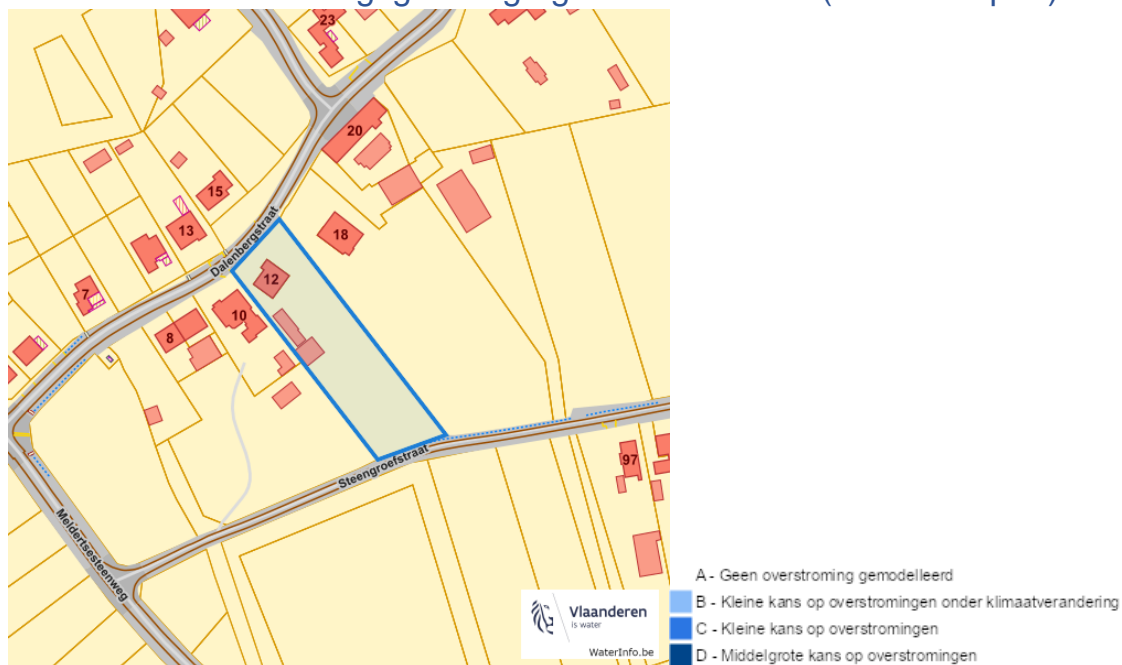 23
20
15
13
18
Dalenbergstraat
12
7
10
8
Steengroefstraat
97
Meldertsesteenweg
Vlaanderen
is water
WaterInfo.be
A - Geen overstroming gemodelleerd
B - Kleine kans op overstromingen onder klimaatverandering
C - Kleine kans op overstromingen
D - Middelgrote kans op overstromingen